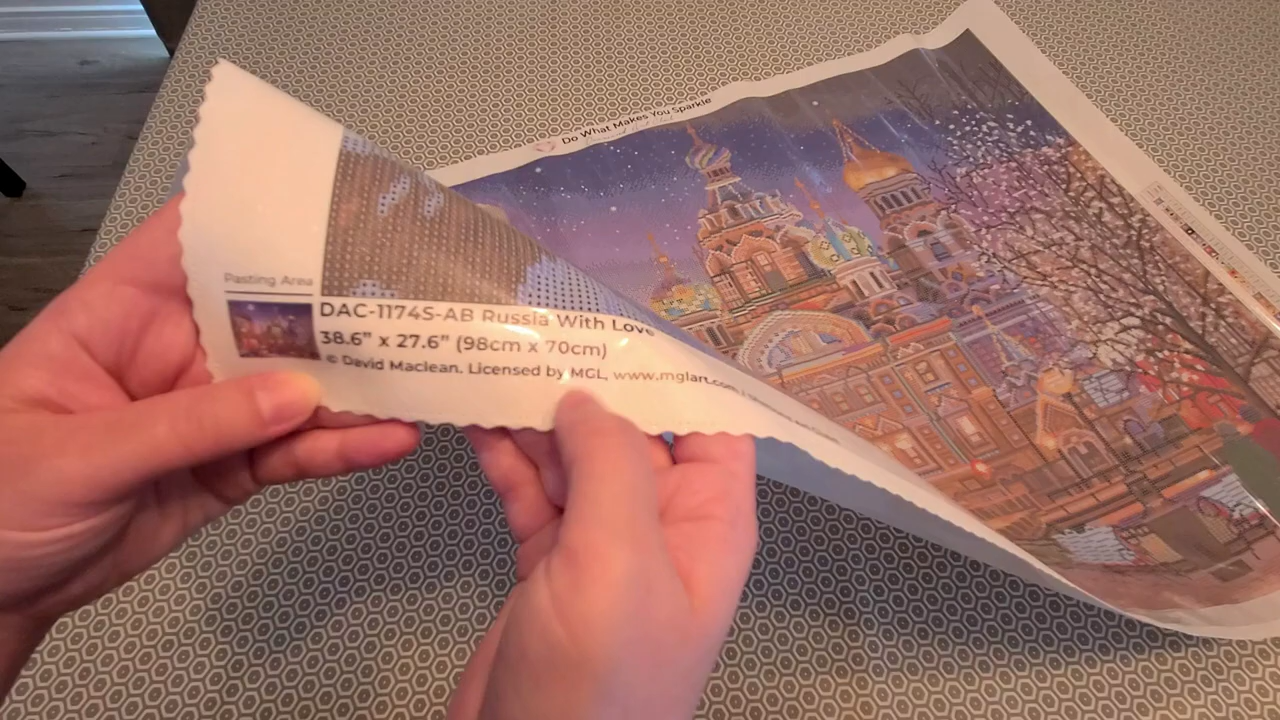 Do What Makes You Sparkle
Pasting Area
DAC-1174S-AB Russia With Love
38.6" x 27.6" (98cm x 70cm)
© David Maclean. Licensed by MGL, www.mglart.com